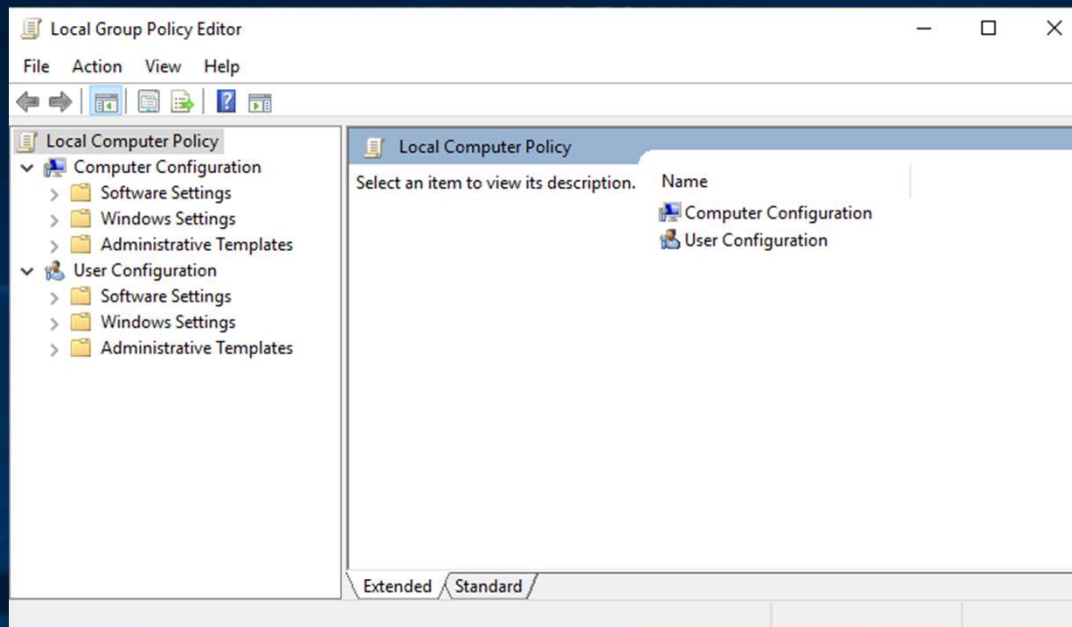 Local Group Policy Editor
File Action View Help
Local Computer Policy
Computer Configuration
Software Settings
Windows Settings
Administrative Templates
User Configuration
Software Settings
Windows Settings
Administrative Templates
Local Computer Policy
Select an item to view its description.
Name
Computer Configuration
User Configuration
Extended Standard